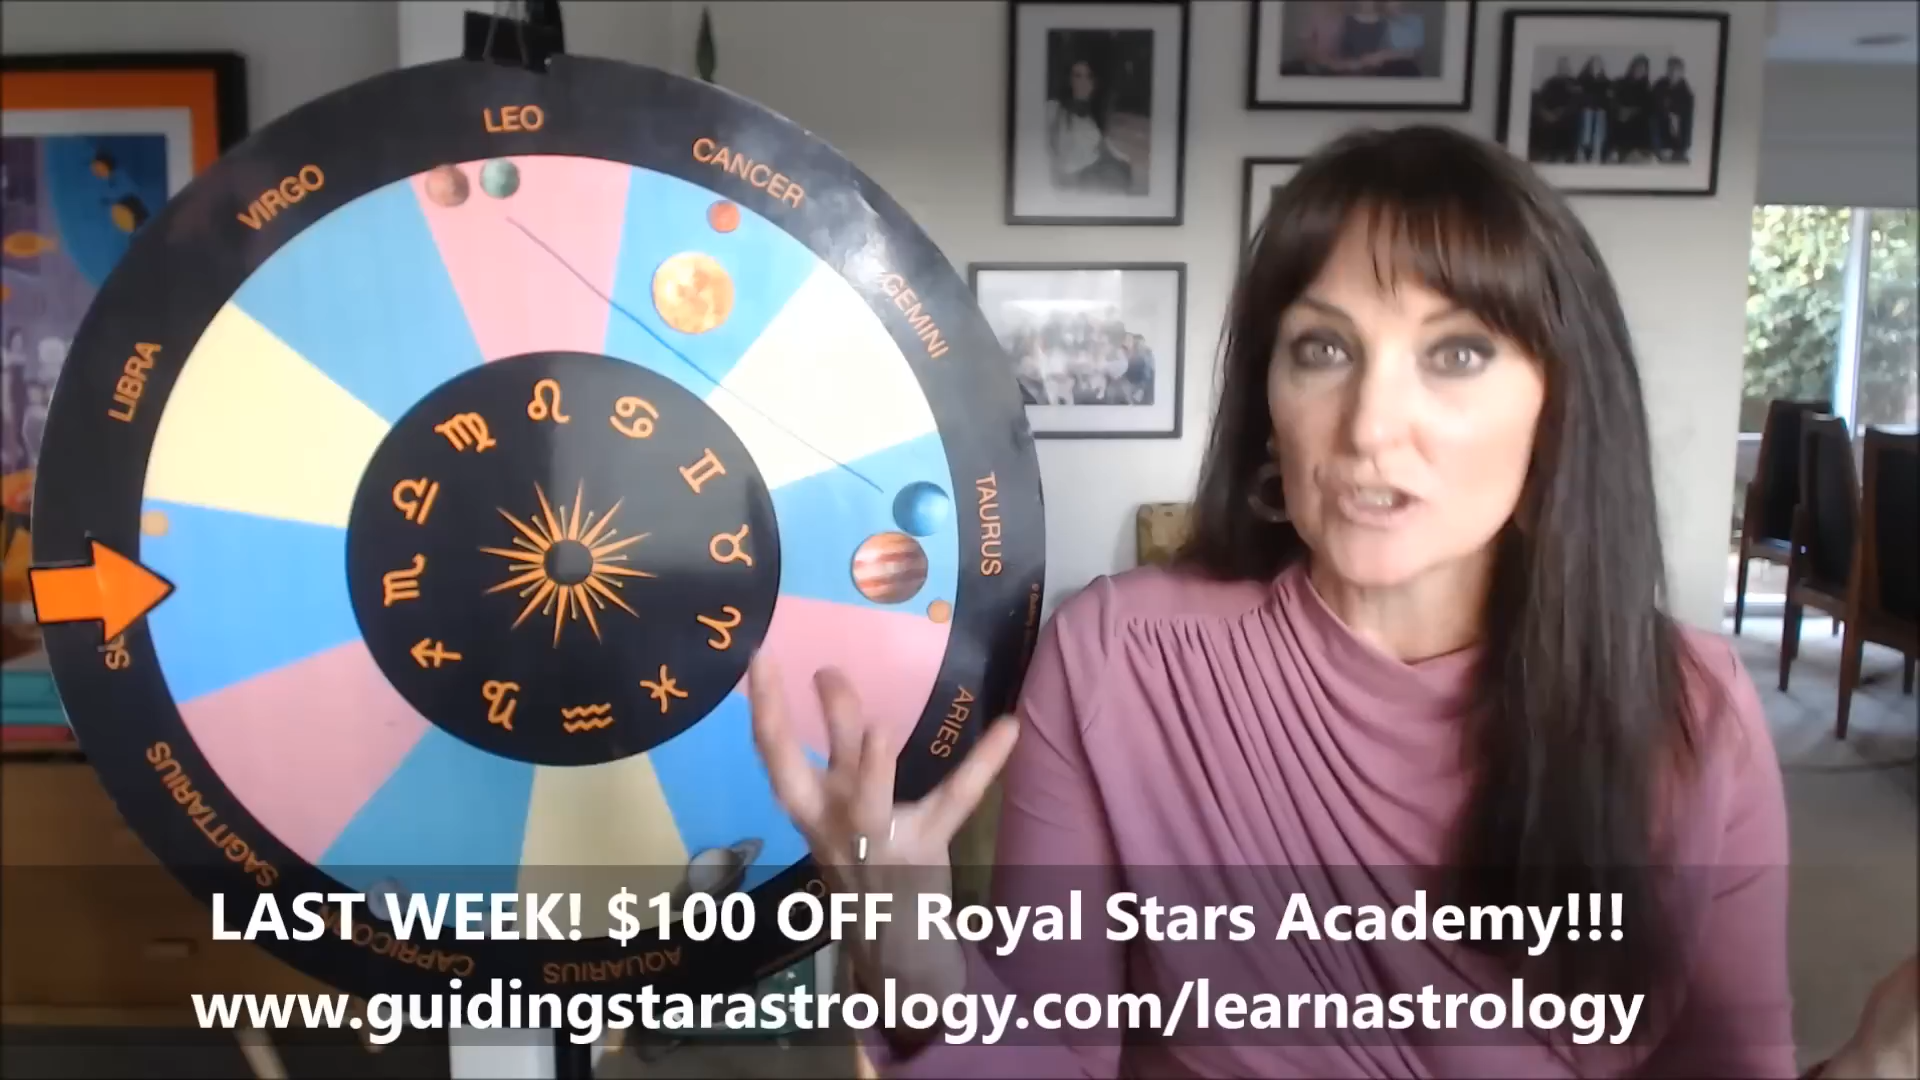 LEO
CANCER
VIRGO
GEMINI
LIBRA
TAURUS
ARIES
SAGITTARIUS
AQUARIUS
LAST WEEK! $100 OFF Royal Stars Academy!!!
www.guidingstarastrology.com/learnastrology